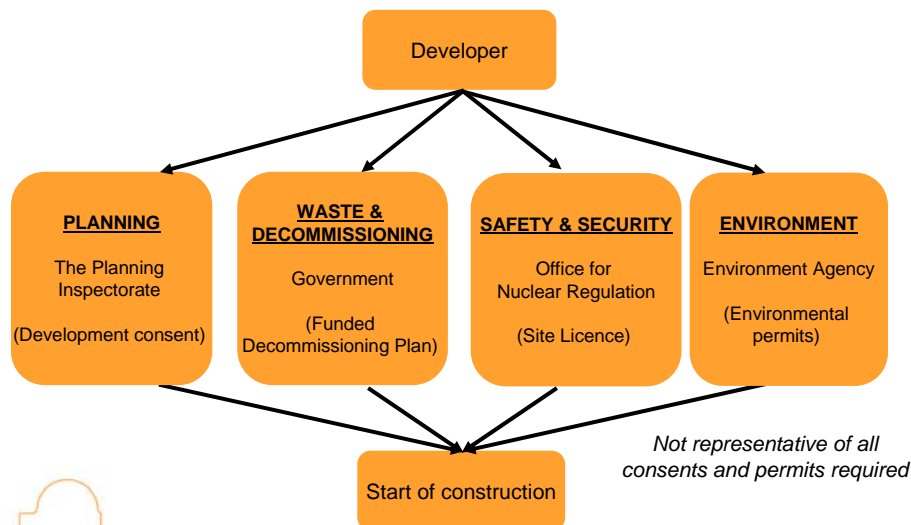 Developer
PLANNING
The Planning
Inspectorate
(Development consent)
WASTE &
DECOMMISSIONING
Government
(Funded
Decommissioning Plan)
SAFETY & SECURITY
Office for
Nuclear Regulation
(Site Licence)
ENVIRONMENT
Environment Agency
(Environmental
permits)
Start of construction
Not representative of all
consents and permits required